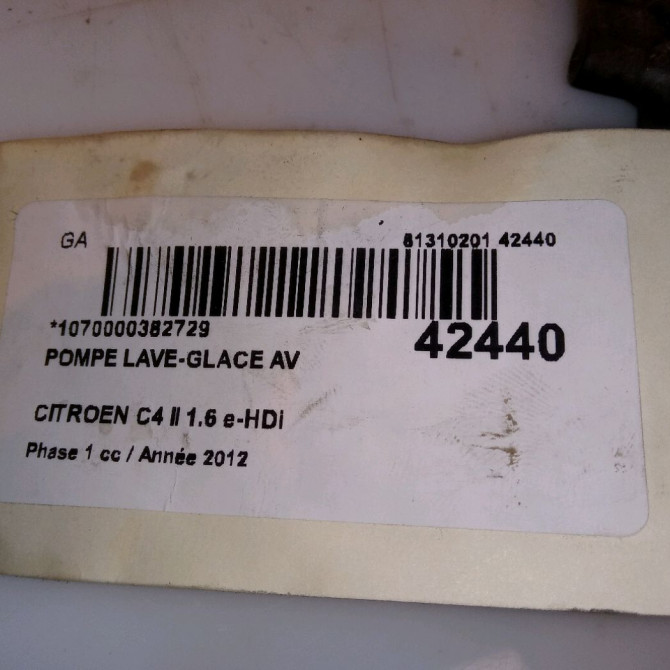 GA 81310201 42440
*1070000382729 42440
POMPE LAVE-GLACE AV
CITROEN C4 II 1.6 e-HDi
Phase 1 cc / Année 2012